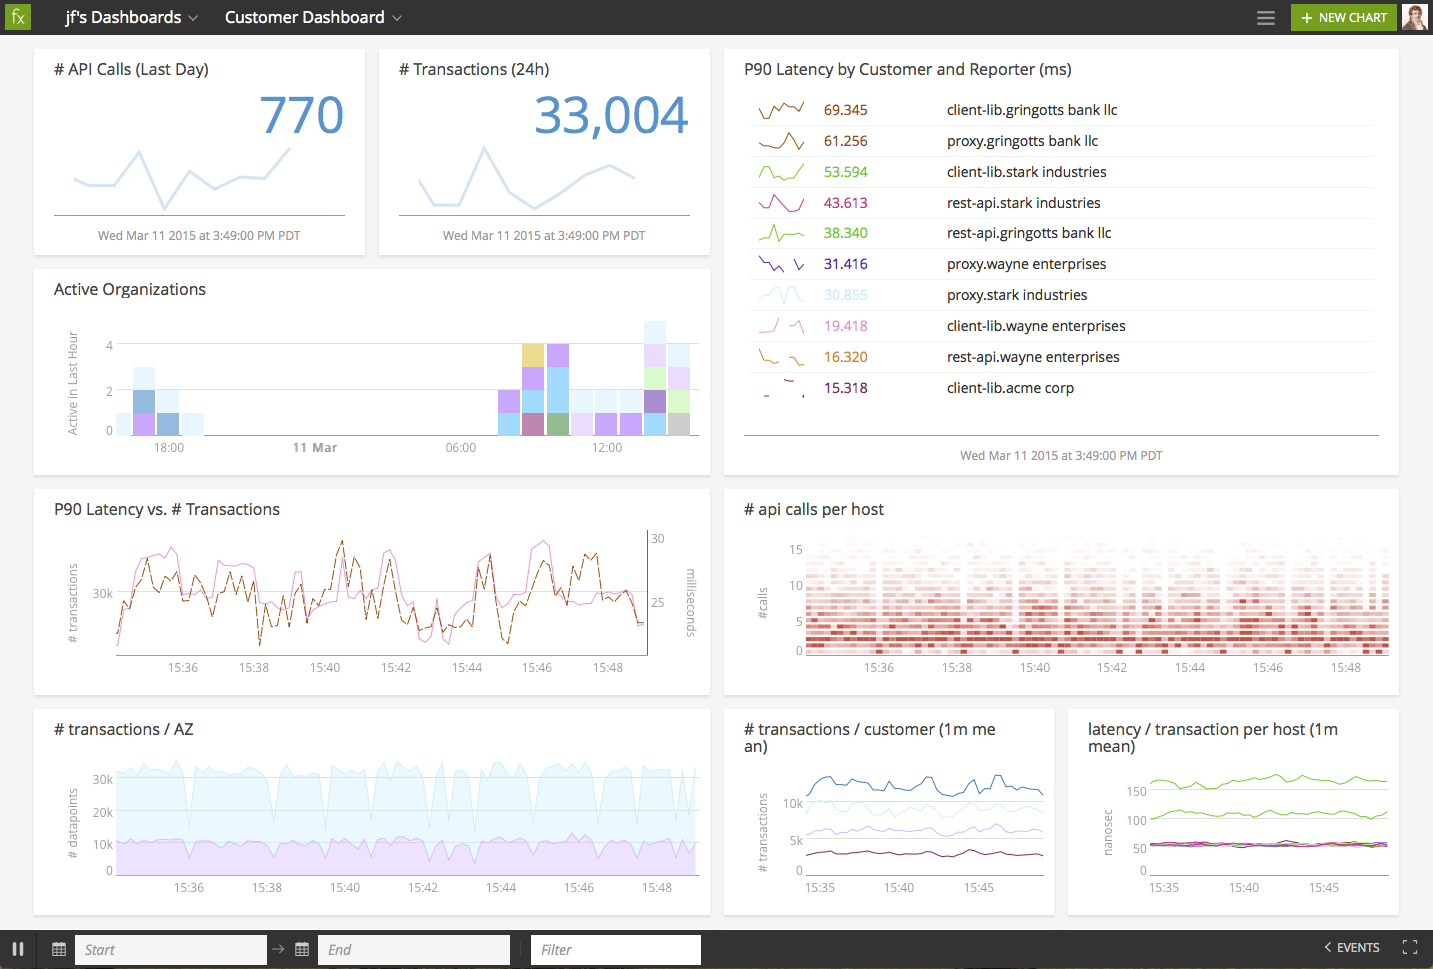 fx
jf's Dashboards
Customer Dashboard
+ NEW CHART
# API Calls (Last Day)
770
Wed Mar 11 2015 at 3:49:00 PM PDT
# Transactions (24h)
33,004
Wed Mar 11 2015 at 3:49:00 PM PDT
P90 Latency by Customer and Reporter (ms)
69.345 client-lib.gringotts bank llc
61.256 proxy.gringotts bank llc
53.594 client-lib.stark industries
43.613 rest-api.stark industries
38.340 rest-api.gringotts bank llc
31.416 proxy.wayne enterprises
30.855 proxy.stark industries
19.418 client-lib.wayne enterprises
16.320 rest-api.wayne enterprises
15.318 client-lib.acme corp
Wed Mar 11 2015 at 3:49:00 PM PDT
Active Organizations
Active in Last Hour
4
2
0
18:00 11 Mar 06:00 12:00
P90 Latency vs. # Transactions
# transactions
30k
30
25
milliseconds
15:36 15:38 15:40 15:42 15:44 15:46 15:48
# api calls per host
#calls
15
10
5
0
15:36 15:38 15:40 15:42 15:44 15:46 15:48
# transactions / AZ
# datapoints
30k
20k
10k
0
15:36 15:38 15:40 15:42 15:44 15:46 15:48
# transactions / customer (1m me
an)
# transactions
10k
5k
0
15:35 15:40 15:45
latency / transaction per host (1m
mean)
nanosec
150
100
50
0
15:35 15:40 15:45
Start
End
Filter
EVENTS